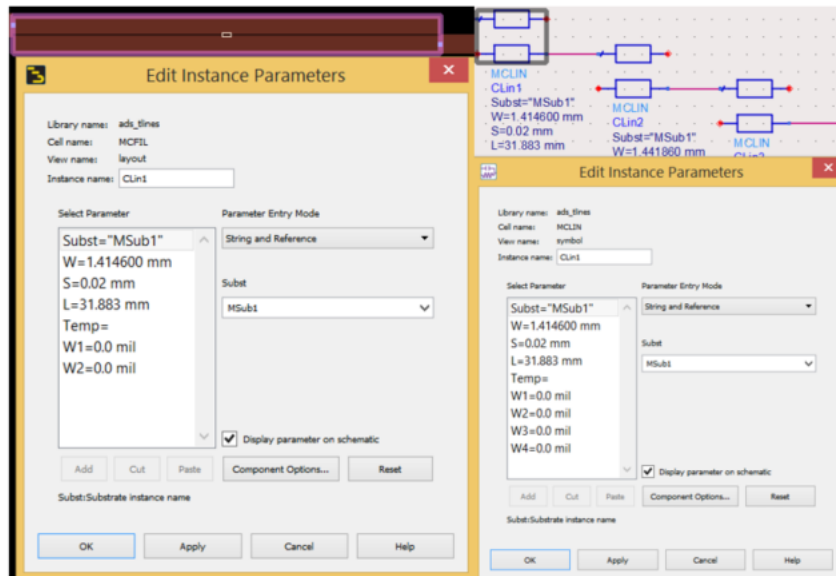 Edit Instance Parameters
Library name: ads_tlines
Cell name: MCFIL
View name: layout
Instance name: CLin1
Select Parameter
Parameter Entry Mode
Subst="MSub1"
W=1.414600 mm
S=0.02 mm
L=31.883 mm
Temp=
W1=0.0 mil
W2=0.0 mil
String and Reference
Subst
MSub1
Display parameter on schematic
Add Cut Paste Component Options... Reset
Subst:Substrate instance name
OK Apply Cancel Help
MCLIN
CLin1
Subst="MSub1"
W=1.414600 mm
S=0.02 mm
L=31.883 mm
MCLIN
CLin2
Subst="MSub1"
W=1.441860 mm
MCLIN
Edit Instance Parameters
Library name: ads_tlines
Cell name: MCLIN
View name: symbol
Instance name: CLin1
Select Parameter
Parameter Entry Mode
Subst="MSub1"
W=1.414600 mm
S=0.02 mm
L=31.883 mm
Temp=
W1=0.0 mil
W2=0.0 mil
W3=0.0 mil
W4=0.0 mil
String and Reference
Subst
MSub1
Display parameter on schematic
Add Cut Paste Component Options... Reset
Subst:Substrate instance name
OK Apply Cancel Help